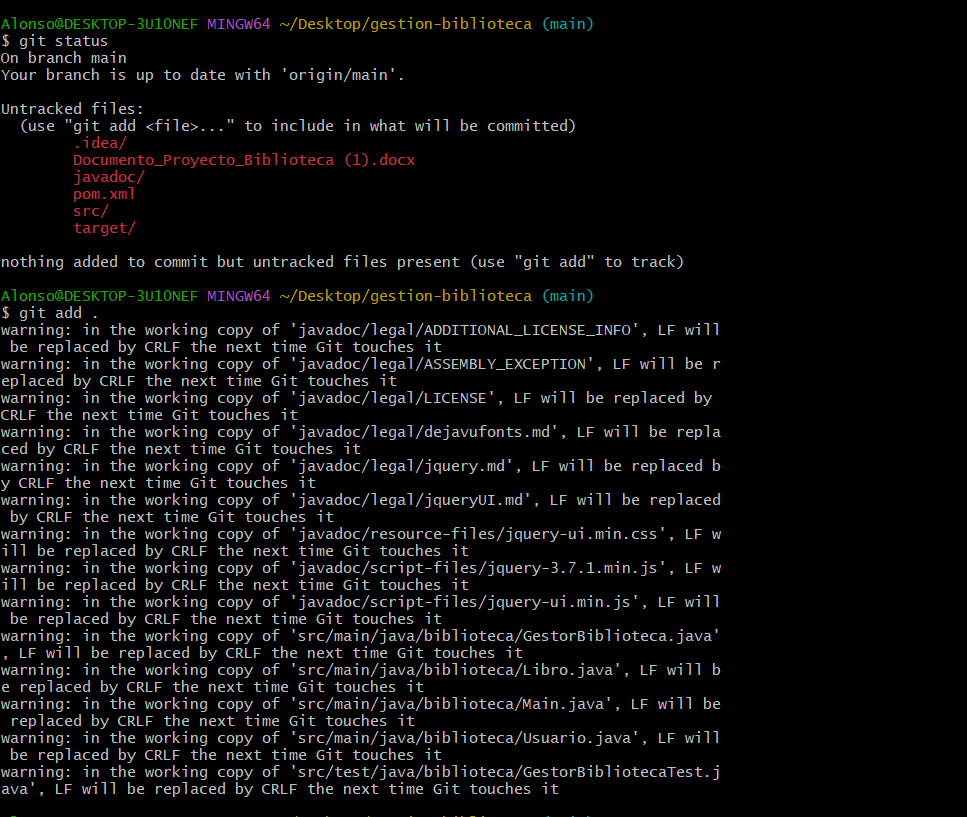 Alonso@DESKTOP-3U10NEF MINGW64 ~/Desktop/gestion-biblioteca (main)
$ git status
On branch main
Your branch is up to date with 'origin/main'.
Untracked files:
  (use "git add <file>..." to include in what will be committed)
        .idea/
        Documento_Proyecto_Biblioteca (1).docx
        javadoc/
        pom.xml
        src/
        target/
nothing added to commit but untracked files present (use "git add" to track)
Alonso@DESKTOP-3U10NEF MINGW64 ~/Desktop/gestion-biblioteca (main)
$ git add .
warning: in the working copy of 'javadoc/legal/ADDITIONAL_LICENSE_INFO', LF will
 be replaced by CRLF the next time Git touches it
warning: in the working copy of 'javadoc/legal/ASSEMBLY_EXCEPTION', LF will be r
eplaced by CRLF the next time Git touches it
warning: in the working copy of 'javadoc/legal/LICENSE', LF will be replaced by
CRLF the next time Git touches it
warning: in the working copy of 'javadoc/legal/dejavufonts.md', LF will be repla
ced by CRLF the next time Git touches it
warning: in the working copy of 'javadoc/legal/jquery.md', LF will be replaced b
y CRLF the next time Git touches it
warning: in the working copy of 'javadoc/legal/jqueryUI.md', LF will be replaced
 by CRLF the next time Git touches it
warning: in the working copy of 'javadoc/resource-files/jquery-ui.min.css', LF w
ill be replaced by CRLF the next time Git touches it
warning: in the working copy of 'javadoc/script-files/jquery-3.7.1.min.js', LF w
ill be replaced by CRLF the next time Git touches it
warning: in the working copy of 'javadoc/script-files/jquery-ui.min.js', LF will
 be replaced by CRLF the next time Git touches it
warning: in the working copy of 'src/main/java/biblioteca/GestorBiblioteca.java'
, LF will be replaced by CRLF the next time Git touches it
warning: in the working copy of 'src/main/java/biblioteca/Libro.java', LF will b
e replaced by CRLF the next time Git touches it
warning: in the working copy of 'src/main/java/biblioteca/Main.java', LF will be
 replaced by CRLF the next time Git touches it
warning: in the working copy of 'src/main/java/biblioteca/Usuario.java', LF will
 be replaced by CRLF the next time Git touches it
warning: in the working copy of 'src/test/java/biblioteca/GestorBibliotecaTest.j
ava', LF will be replaced by CRLF the next time Git touches it